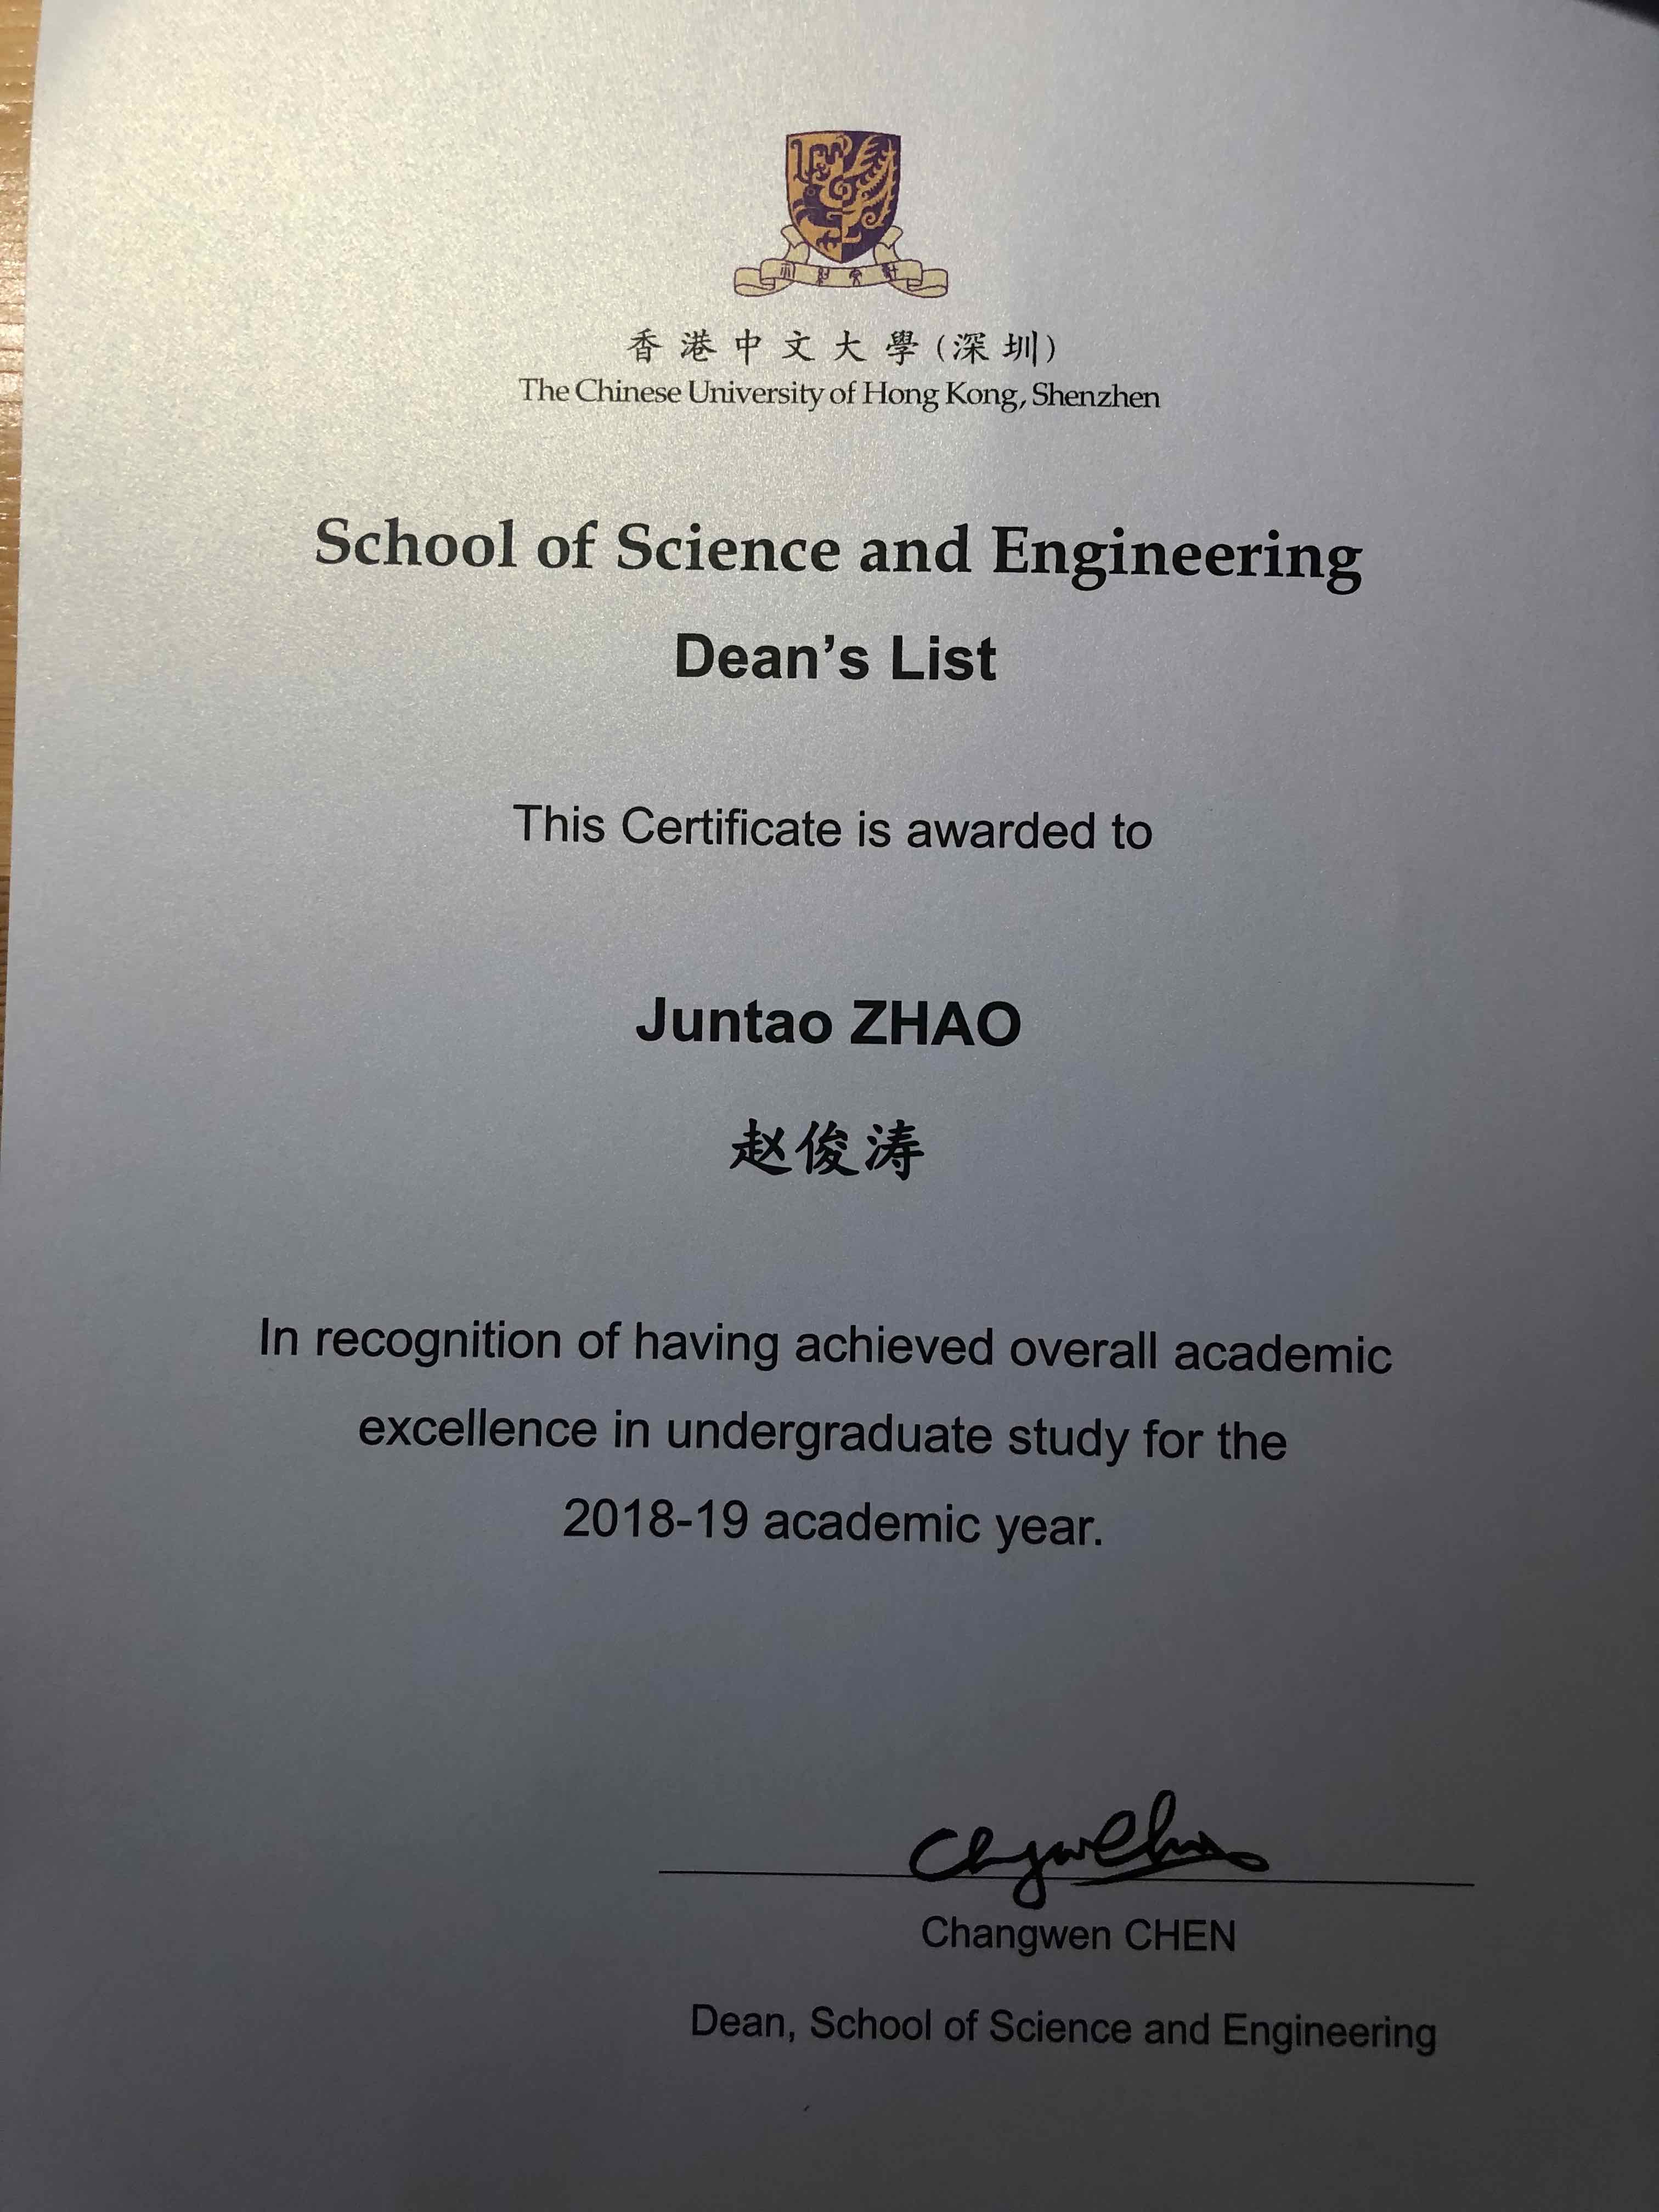 香港中文大學(深圳)
The Chinese University of Hong Kong, Shenzhen
School of Science and Engineering
Dean’s List
This Certificate is awarded to
Juntao ZHAO
赵俊涛
In recognition of having achieved overall academic
excellence in undergraduate study for the
2018-19 academic year.
Changwen CHEN
Dean, School of Science and Engineering